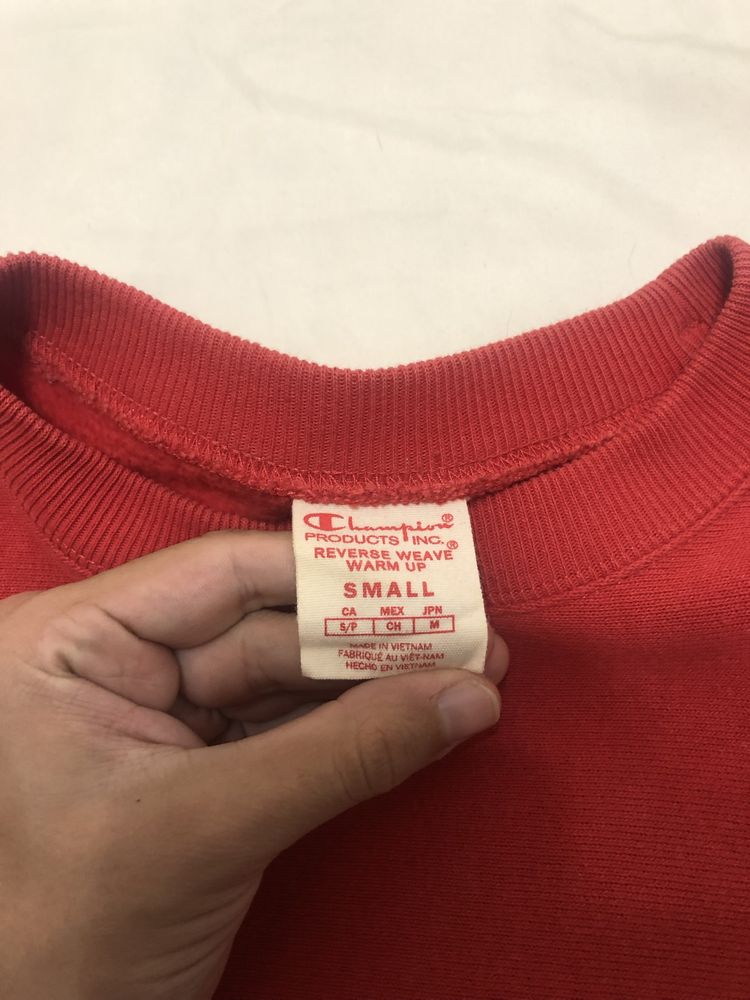 Champion®
PRODUCTS INC.
REVERSE WEAVE®
WARM UP
SMALL
CA MEX JPN
S/P CH M
MADE IN VIETNAM
FABRIQUÉ AU VIÊT-NAM
HECHO EN VIETNAM